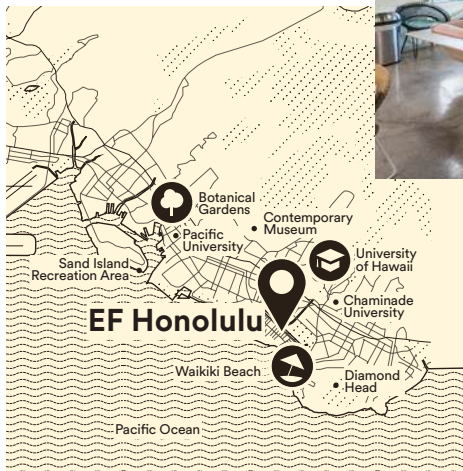 Botanical
Gardens
Contemporary
Museum
Pacific
University
University
of Hawaii
Sand Island
Recreation Area
Chaminade
University
EF Honolulu
Waikiki Beach
Diamond
Head
Pacific Ocean